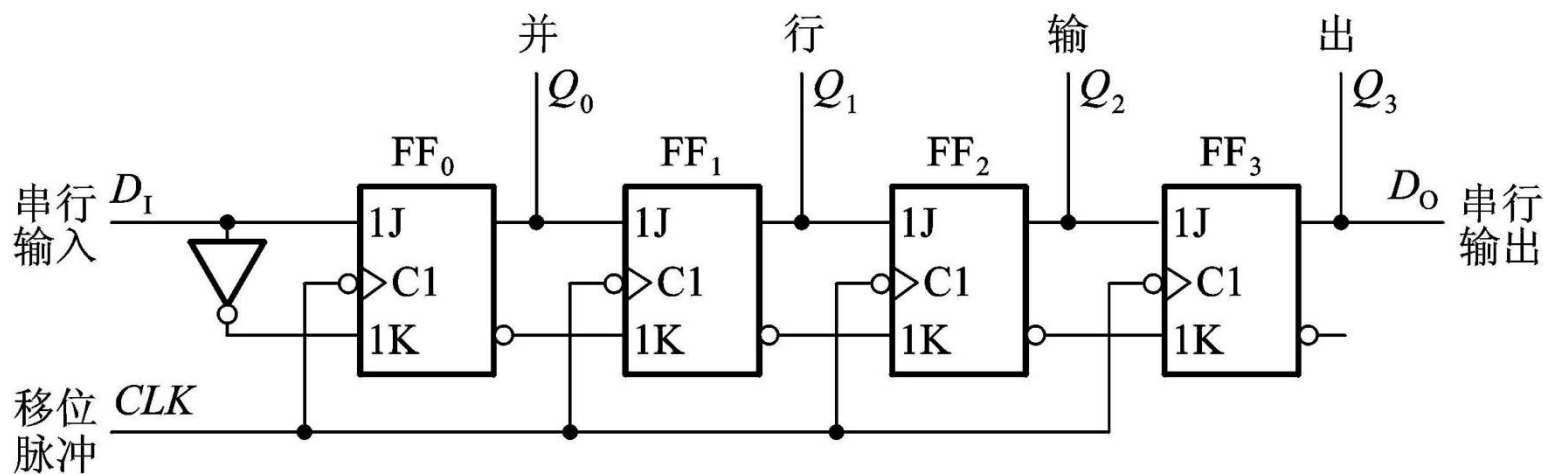 并 行 输 出
Q0 Q1 Q2 Q3
FF0 FF1 FF2 FF3
串行 DI 1J 1J 1J 1J DO 串行
输入 输出
C1 C1 C1 C1
1K 1K 1K 1K
移位 CLK
脉冲